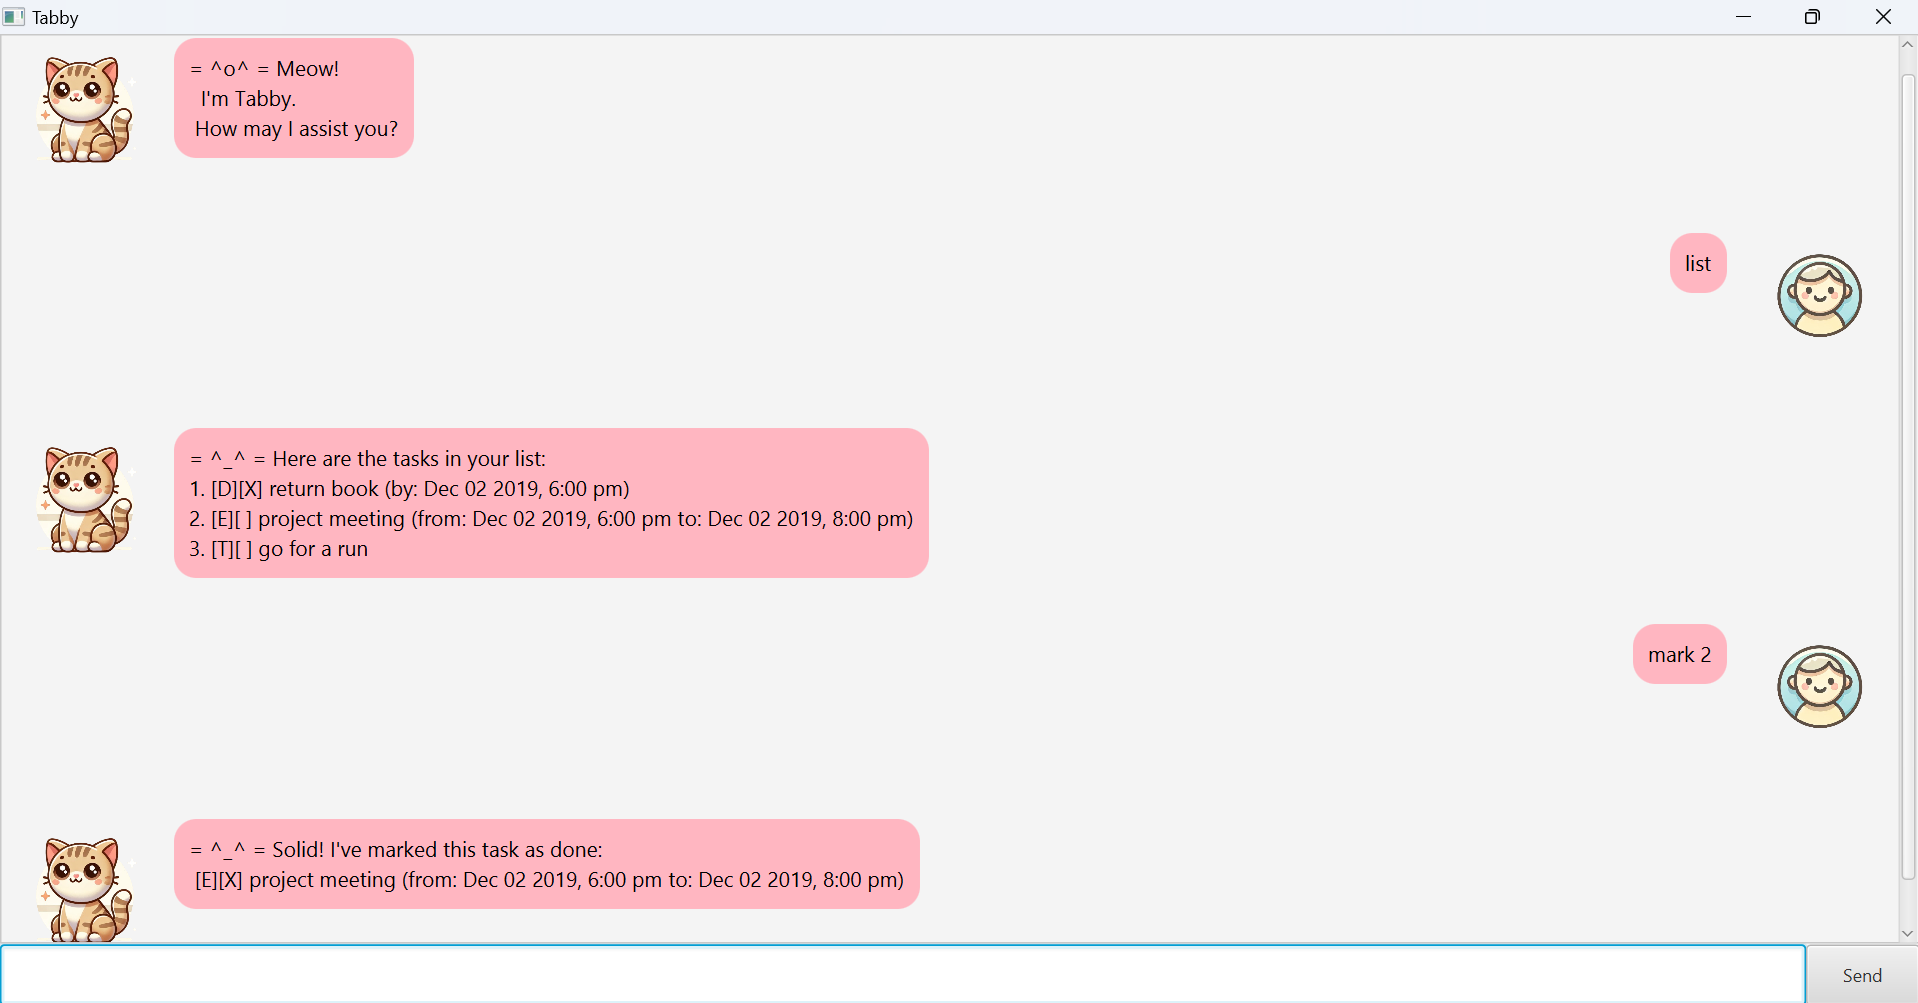 Tabby
= ^o^ = Meow!
I'm Tabby.
How may I assist you?
list
= ^_^ = Here are the tasks in your list:
1. [D][X] return book (by: Dec 02 2019, 6:00 pm)
2. [E][ ] project meeting (from: Dec 02 2019, 6:00 pm to: Dec 02 2019, 8:00 pm)
3. [T][ ] go for a run
mark 2
= ^_^ = Solid! I've marked this task as done:
[E][X] project meeting (from: Dec 02 2019, 6:00 pm to: Dec 02 2019, 8:00 pm)
Send